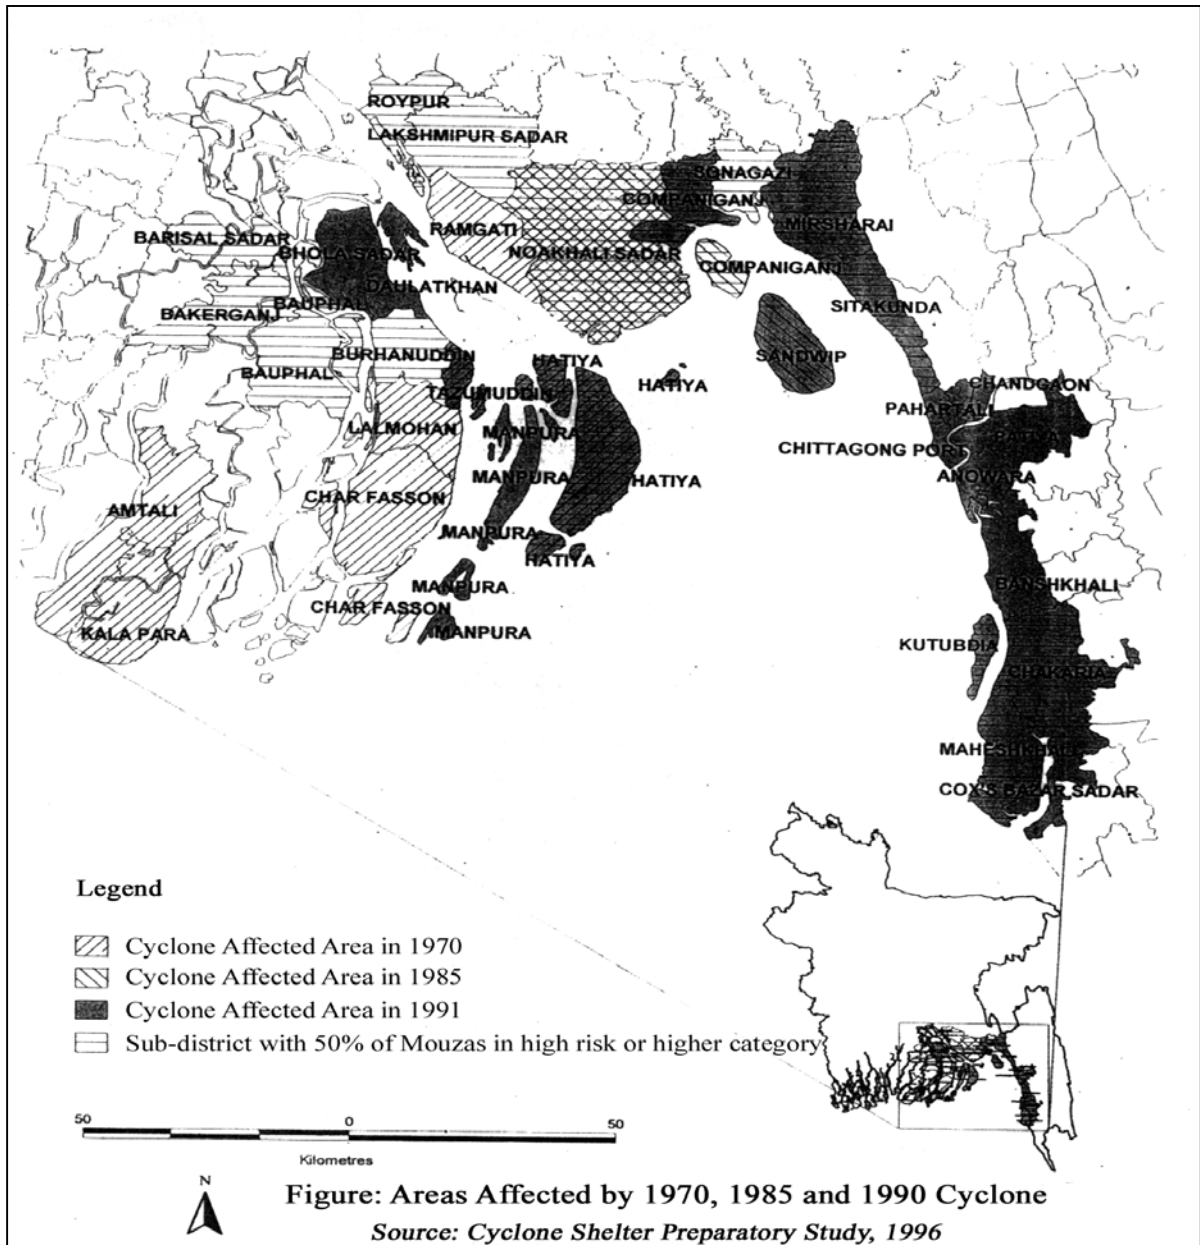 ROYPUR
LAKSHMIPUR SADAR
SONAGAZI
COMPANIGANJ
MIRSHARAI
RAMGATI
BARISAL SADAR
BHOLA SADAR
NOAKHALI SADAR
COMPANIGANJ
DAULATKHAN
BAUPHAL
SITAKUNDA
BAKERGANJ
BURHANUDDIN
HATIYA
SANDWIP
BAUPHAL
HATIYA
CHANDGAON
TAZUMUDDIN
PAHARTALI
LALMOHAN
MANPURA
PATIYA
CHITTAGONG PORT
MANPURA
HATIYA
ANOWARA
CHAR FASSON
AMTALI
MANPURA
HATIYA
MANPURA
BANSHKHALI
CHAR FASSON
KALA PARA
MANPURA
KUTUBDIA
CHAKARIA
MAHESHKHALI
COX'S BAZAR SADAR
Legend
Cyclone Affected Area in 1970
Cyclone Affected Area in 1985
Cyclone Affected Area in 1991
Sub-district with 50% of Mouzas in high risk or higher category
50 0 50
Kilometres
N
Figure: Areas Affected by 1970, 1985 and 1990 Cyclone
Source: Cyclone Shelter Preparatory Study, 1996